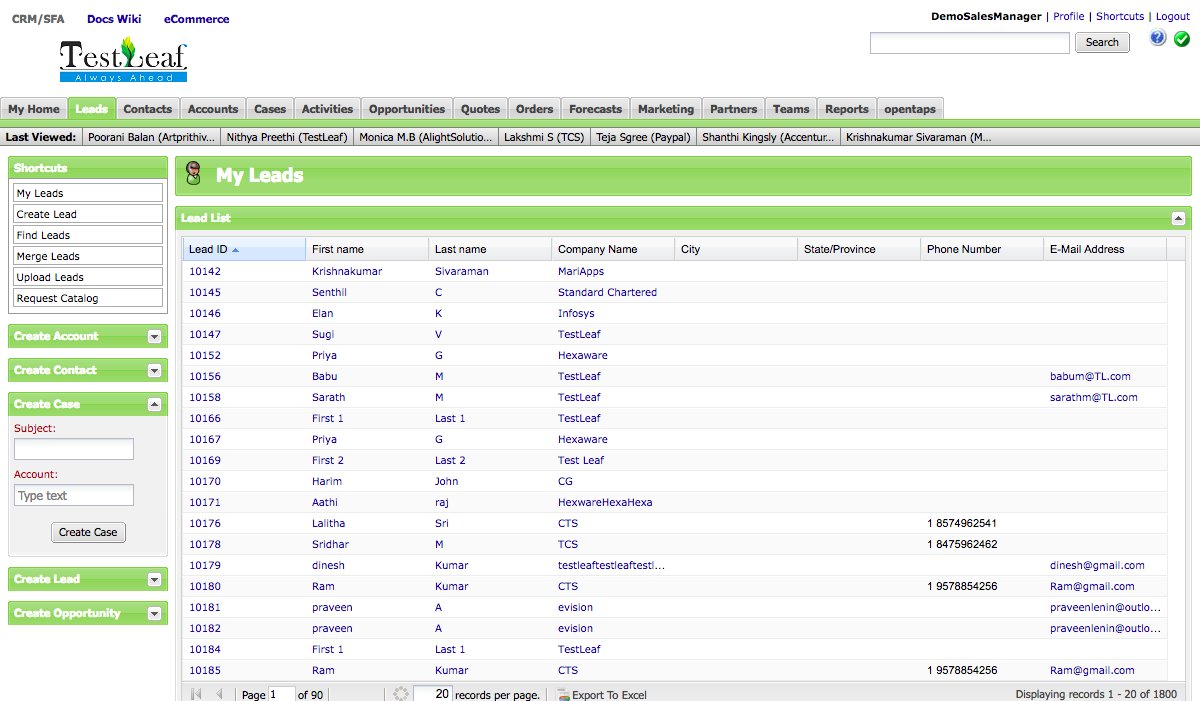 CRM/SFA Docs Wiki eCommerce
DemoSalesManager | Profile | Shortcuts | Logout
TestLeaf
Always Ahead
Search
My Home Leads Contacts Accounts Cases Activities Opportunities Quotes Orders Forecasts Marketing Partners Teams Reports opentaps
Last Viewed: Poorani Balan (Artprithiv... Nithya Preethi (TestLeaf) Monica M.B (AlightSolutio... Lakshmi S (TCS) Teja Sgree (Paypal) Shanthi Kingsly (Accentur... Krishnakumar Sivaraman (M...
Shortcuts
My Leads
Create Lead
Find Leads
Merge Leads
Upload Leads
Request Catalog
Create Account
Create Contact
Create Case
Subject:
Account:
Type text
Create Case
Create Lead
Create Opportunity
My Leads
Lead List
Lead ID First name Last name Company Name City State/Province Phone Number E-Mail Address
10142 Krishnakumar Sivaraman MariApps
10145 Senthil C Standard Chartered
10146 Elan K Infosys
10147 Sugi V TestLeaf
10152 Priya G Hexaware
10156 Babu M TestLeaf babum@TL.com
10158 Sarath M TestLeaf sarathm@TL.com
10166 First 1 Last 1 TestLeaf
10167 Priya G Hexaware
10169 First 2 Last 2 Test Leaf
10170 Harim John CG
10171 Aathi raj HexwareHexaHexa
10176 Lalitha Sri CTS 1 8574962541
10178 Sridhar M TCS 1 8475962462
10179 dinesh Kumar testleaftestleaftestl... dinesh@gmail.com
10180 Ram Kumar CTS 1 9578854256 Ram@gmail.com
10181 praveen A evision praveenlenin@outlo...
10182 praveen A evision praveenlenin@outlo...
10184 First 1 Last 1 TestLeaf
10185 Ram Kumar CTS 1 9578854256 Ram@gmail.com
Page 1 of 90 20 records per page. Export To Excel Displaying records 1 - 20 of 1800